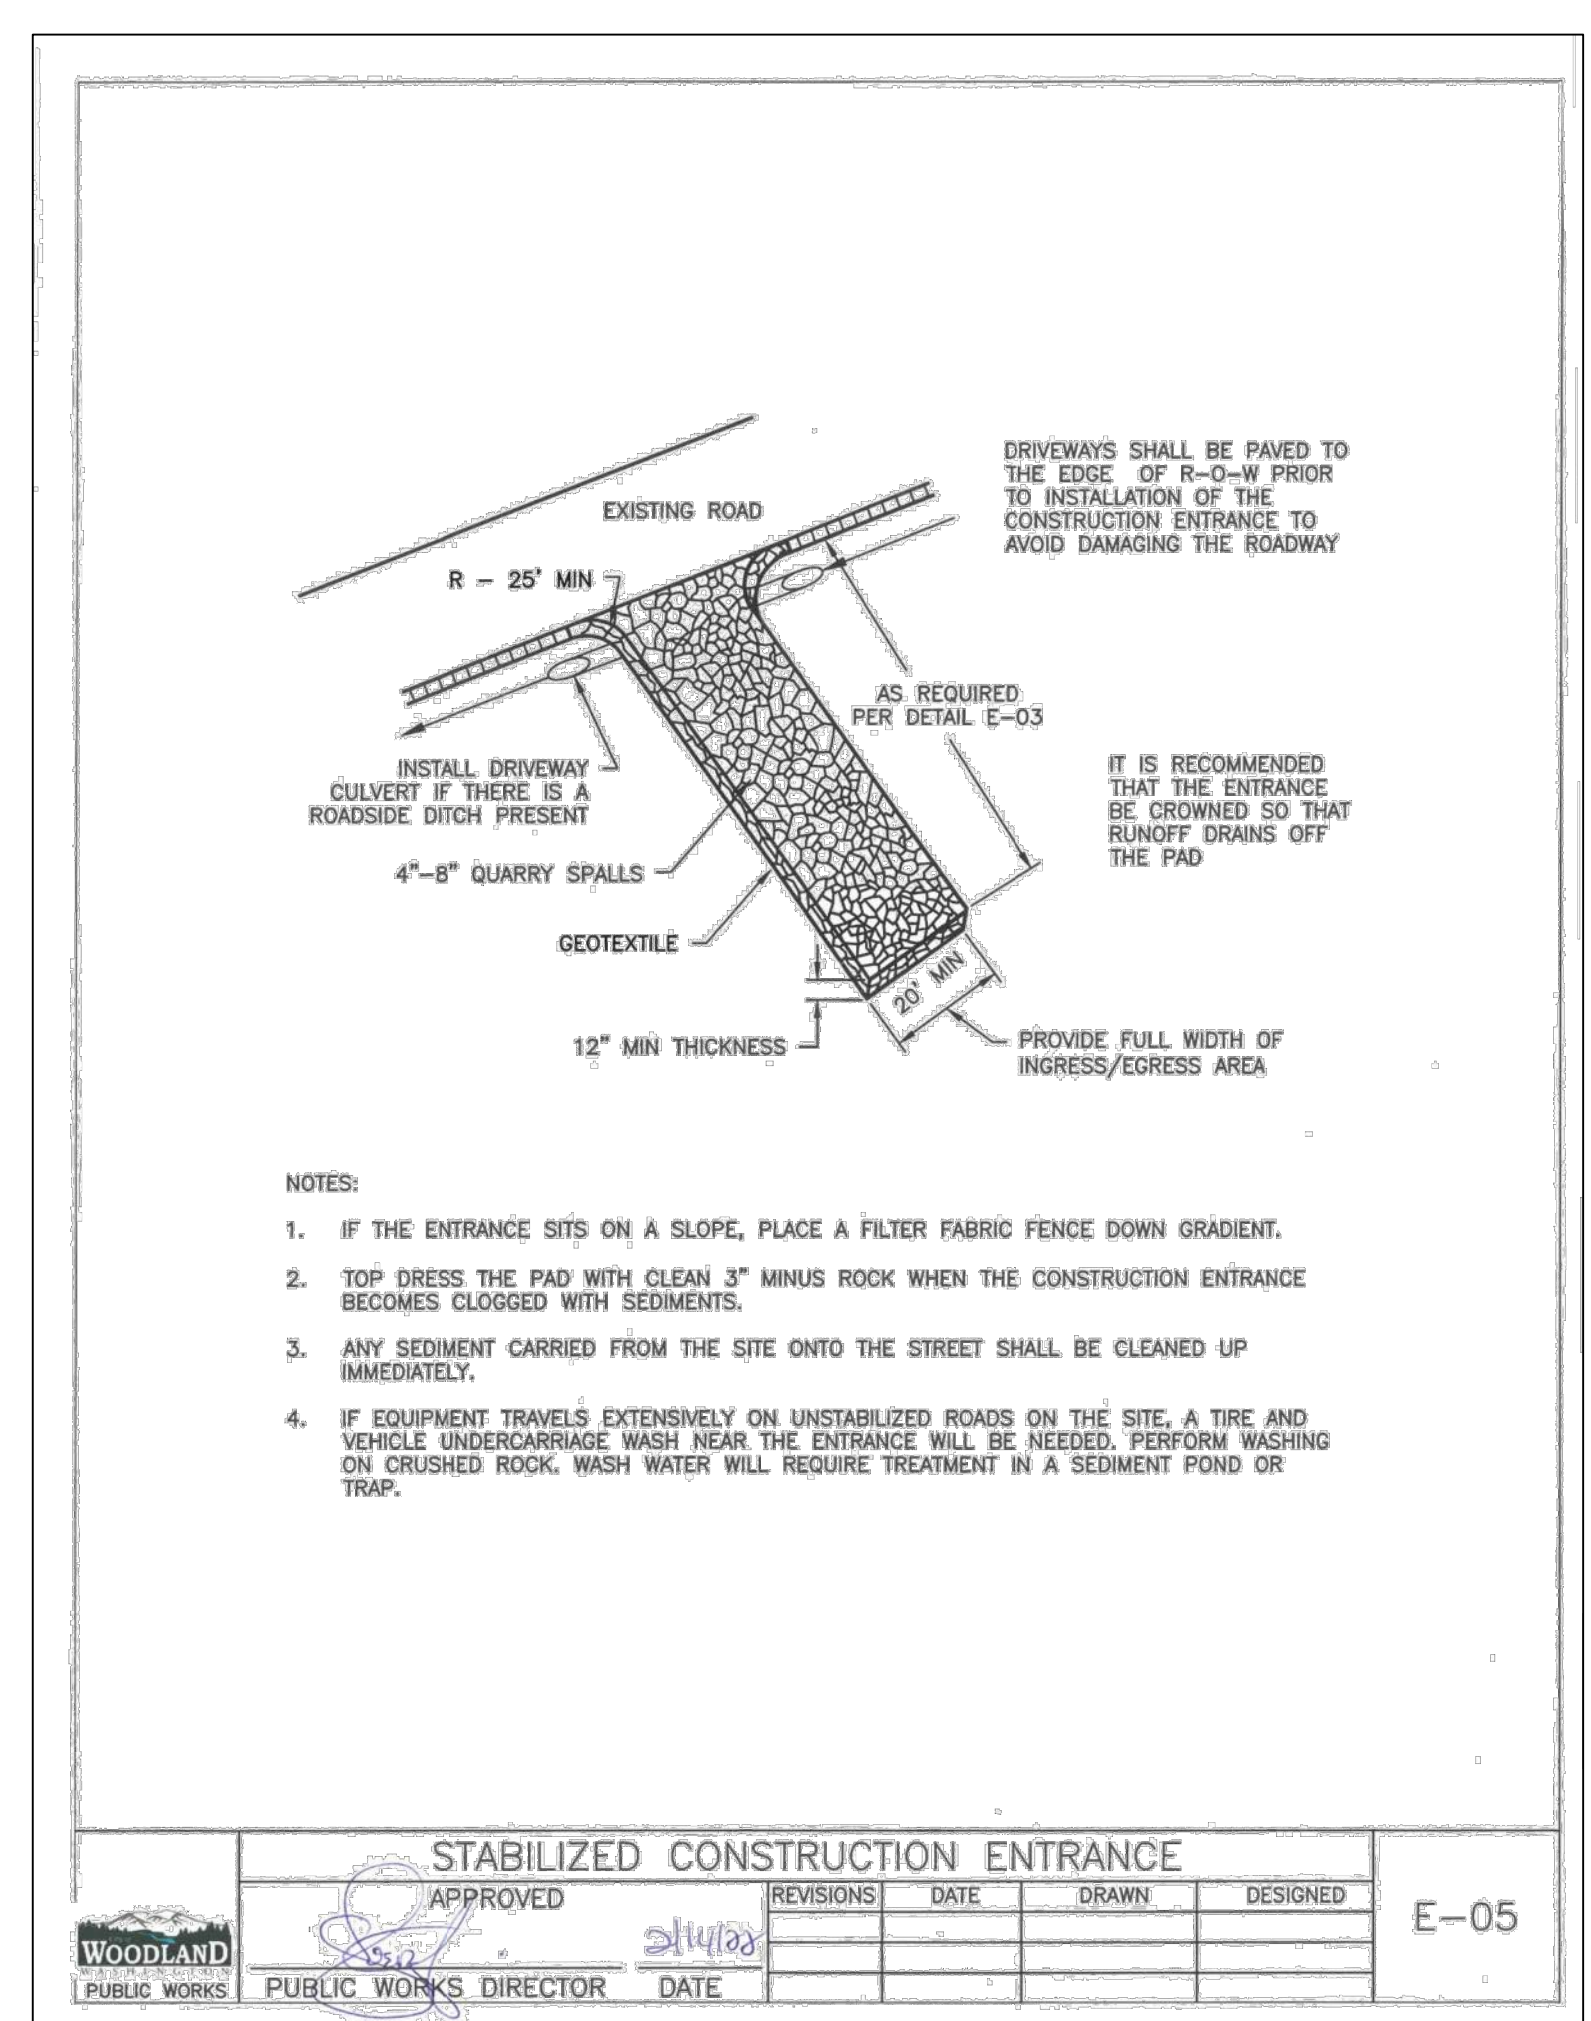 DRIVEWAYS SHALL BE PAVED TO
THE EDGE OF R-O-W PRIOR
TO INSTALLATION OF THE
CONSTRUCTION ENTRANCE TO
AVOID DAMAGING THE ROADWAY
EXISTING ROAD
R - 25' MIN
AS REQUIRED
PER DETAIL E-03
INSTALL DRIVEWAY
CULVERT IF THERE IS A
ROADSIDE DITCH PRESENT
IT IS RECOMMENDED
THAT THE ENTRANCE
BE CROWNED SO THAT
RUNOFF DRAINS OFF
THE PAD
4"-8" QUARRY SPALLS
GEOTEXTILE
20' MIN
12" MIN THICKNESS
PROVIDE FULL WIDTH OF
INGRESS/EGRESS AREA
NOTES:
1. IF THE ENTRANCE SITS ON A SLOPE, PLACE A FILTER FABRIC FENCE DOWN GRADIENT.
2. TOP DRESS THE PAD WITH CLEAN 3" MINUS ROCK WHEN THE CONSTRUCTION ENTRANCE
BECOMES CLOGGED WITH SEDIMENTS.
3. ANY SEDIMENT CARRIED FROM THE SITE ONTO THE STREET SHALL BE CLEANED UP
IMMEDIATELY.
4. IF EQUIPMENT TRAVELS EXTENSIVELY ON UNSTABILIZED ROADS ON THE SITE, A TIRE AND
VEHICLE UNDERCARRIAGE WASH NEAR THE ENTRANCE WILL BE NEEDED. PERFORM WASHING
ON CRUSHED ROCK. WASH WATER WILL REQUIRE TREATMENT IN A SEDIMENT POND OR
TRAP.
STABILIZED CONSTRUCTION ENTRANCE
APPROVED
2/14/22
PUBLIC WORKS DIRECTOR DATE
REVISIONS DATE DRAWN DESIGNED
E-05
WOODLAND
WASHINGTON
PUBLIC WORKS